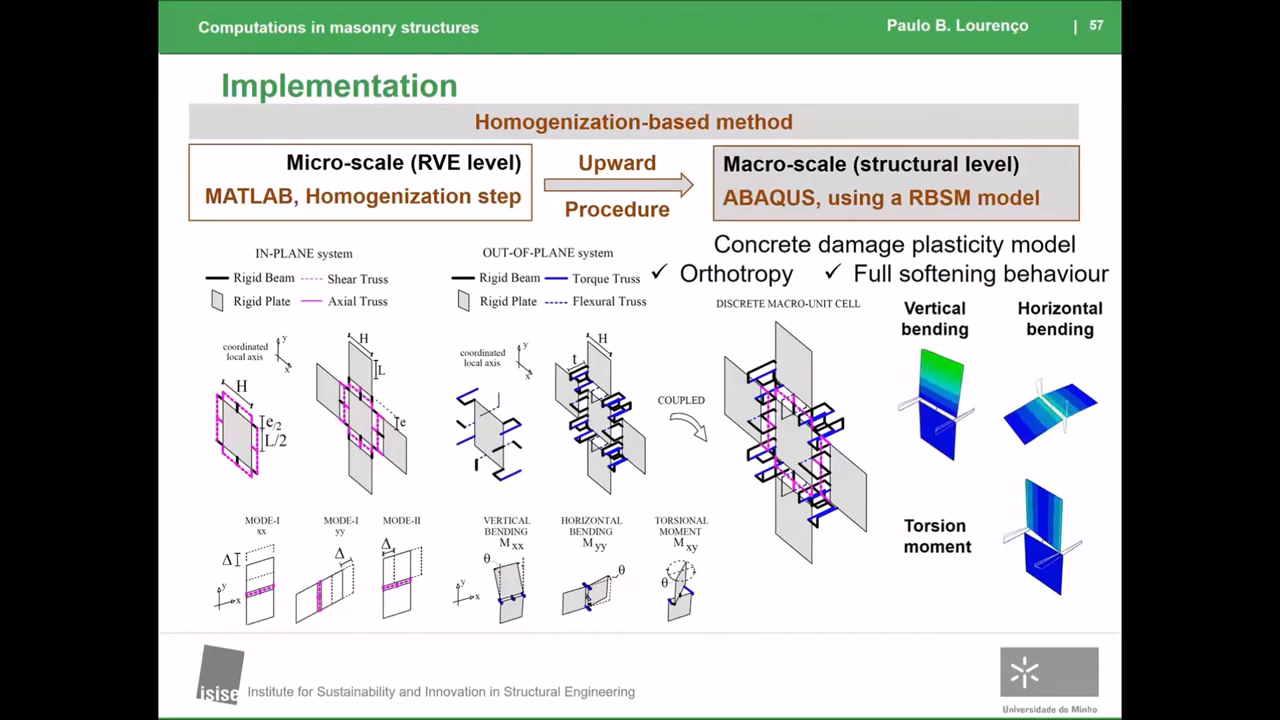 Computations in masonry structures
Paulo B. Lourenço | 57
Implementation
Homogenization-based method
Micro-scale (RVE level)
MATLAB, Homogenization step
Upward
Procedure
Macro-scale (structural level)
ABAQUS, using a RBSM model
Concrete damage plasticity model
✓ Orthotropy ✓ Full softening behaviour
IN-PLANE system
Rigid Beam Shear Truss
Rigid Plate Axial Truss
OUT-OF-PLANE system
Rigid Beam Torque Truss
Rigid Plate Flexural Truss
DISCRETE MACRO-UNIT CELL
Vertical
bending
Horizontal
bending
coordinated
local axis
y
x
H
e/2
L/2
H
L
e
coordinated
local axis
y
x
H
t
COUPLED
Torsion
moment
MODE-I
xx
Δ
y
x
MODE-I
yy
Δ
MODE-II
Δ
VERTICAL
BENDING
Mxx
θ
y
x
HORIZONTAL
BENDING
Myy
θ
TORSIONAL
MOMENT
Mxy
θ
isise
Institute for Sustainability and Innovation in Structural Engineering
Universidade do Minho